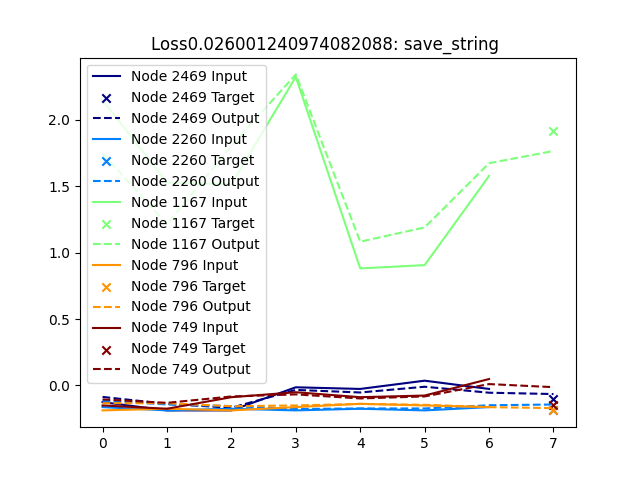 Loss0.026001240974082088: save_string
Node 2469 Input
Node 2469 Target
Node 2469 Output
Node 2260 Input
Node 2260 Target
Node 2260 Output
Node 1167 Input
Node 1167 Target
Node 1167 Output
Node 796 Input
Node 796 Target
Node 796 Output
Node 749 Input
Node 749 Target
Node 749 Output
2.0
1.5
1.0
0.5
0.0
0 1 2 3 4 5 6 7